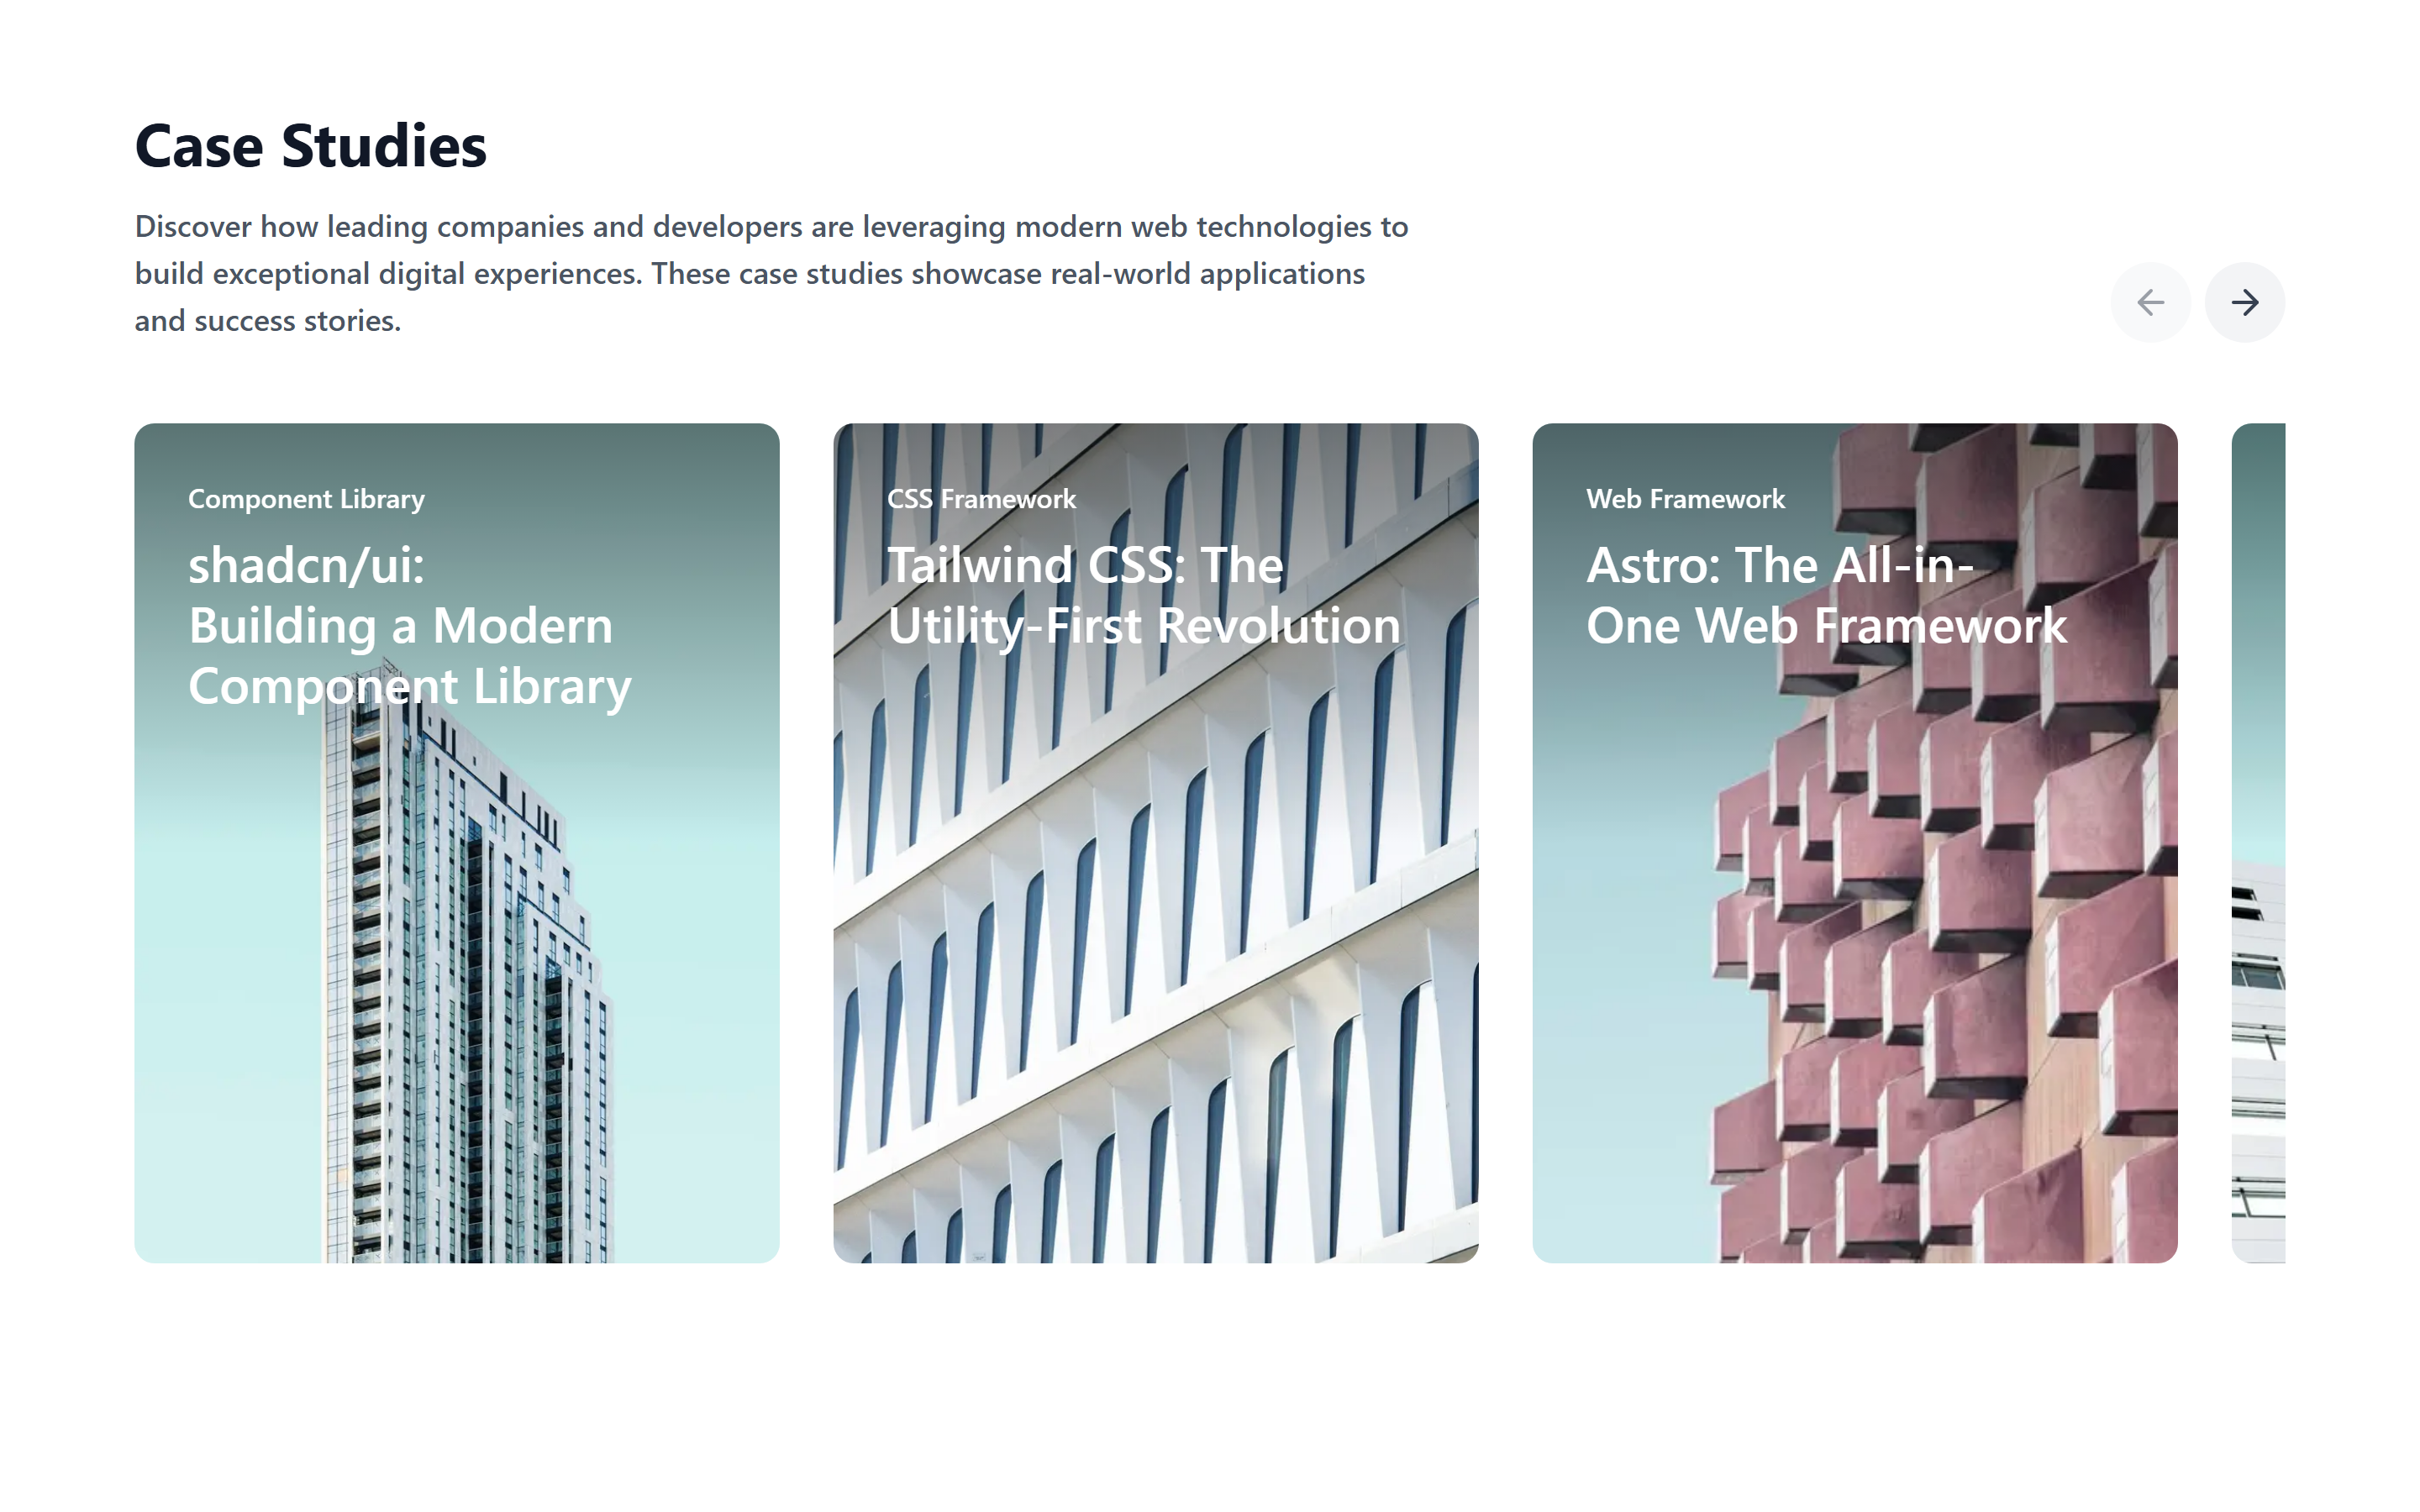 Case Studies
Discover how leading companies and developers are leveraging modern web technologies to
build exceptional digital experiences. These case studies showcase real-world applications
and success stories.
Component Library
shadcn/ui:
Building a Modern
Component Library
CSS Framework
Tailwind CSS: The
Utility-First Revolution
Web Framework
Astro: The All-in-
One Web Framework